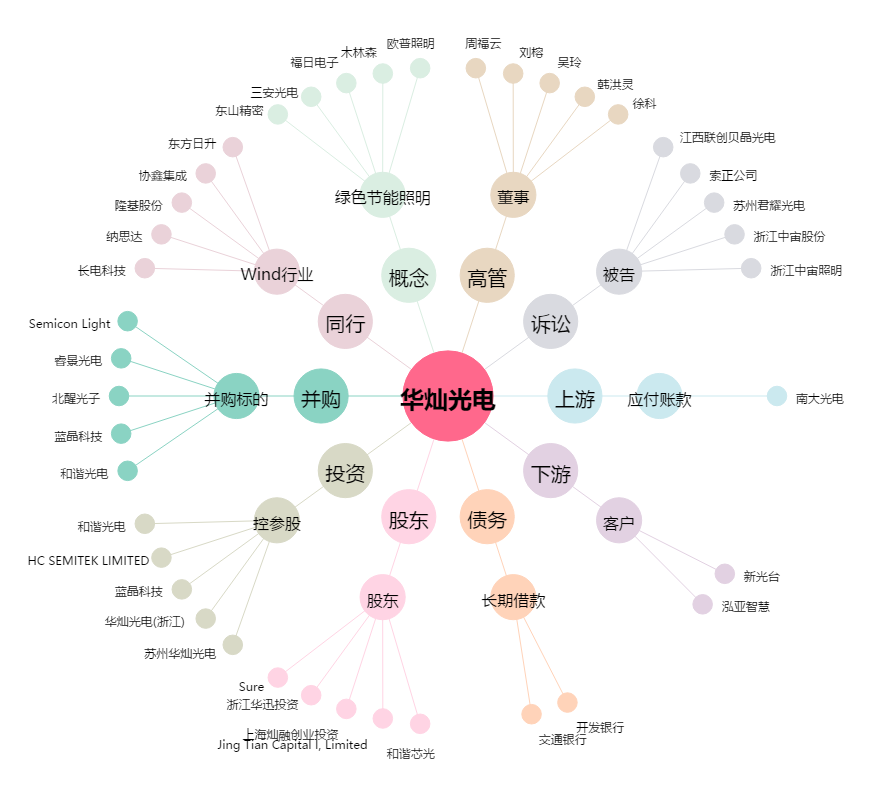 欧普照明
木林森
福日电子
三安光电
东山精密
绿色节能照明
概念
周福云
刘榕
吴玲
韩洪灵
徐科
董事
高管
江西联创贝晶光电
索正公司
苏州君耀光电
浙江中宙股份
浙江中宙照明
被告
诉讼
东方日升
协鑫集成
隆基股份
纳思达
长电科技
Wind行业
同行
Semicon Light
睿景光电
北醒光子
蓝晶科技
和谐光电
并购标的
并购
华灿光电
上游
应付账款
南大光电
投资
控参股
和谐光电
HC SEMITEK LIMITED
蓝晶科技
华灿光电(浙江)
苏州华灿光电
下游
客户
新光台
泓亚智慧
股东
股东
Sure
浙江华迅投资
上海灿融创业投资
Jing Tian Capital I, Limited
和谐芯光
债务
长期借款
开发银行
交通银行